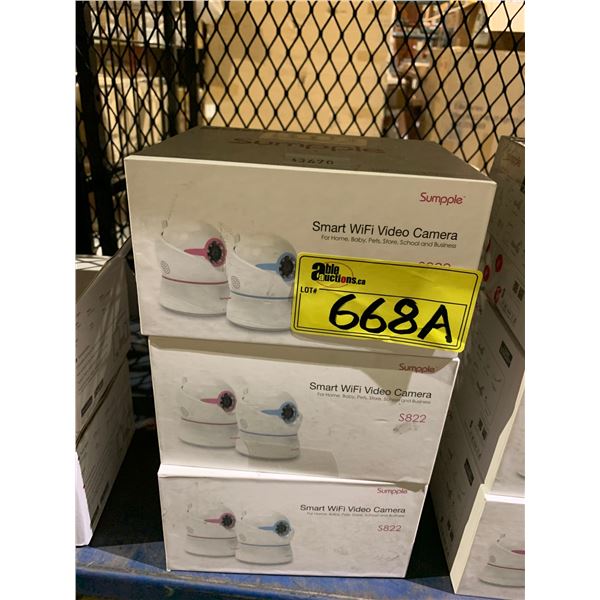 sumpple
43670
Sumpple
Smart WiFi Video Camera
For Home, Baby, Pets, Store, School and Business
able auctions.ca
LOT#
668A
Sumpple
Smart WiFi Video Camera
For Home, Baby, Pets, Store, School and Business
S822
Sumpple
Smart WiFi Video Camera
For Home, Baby, Pets, Store, School and Business
S822